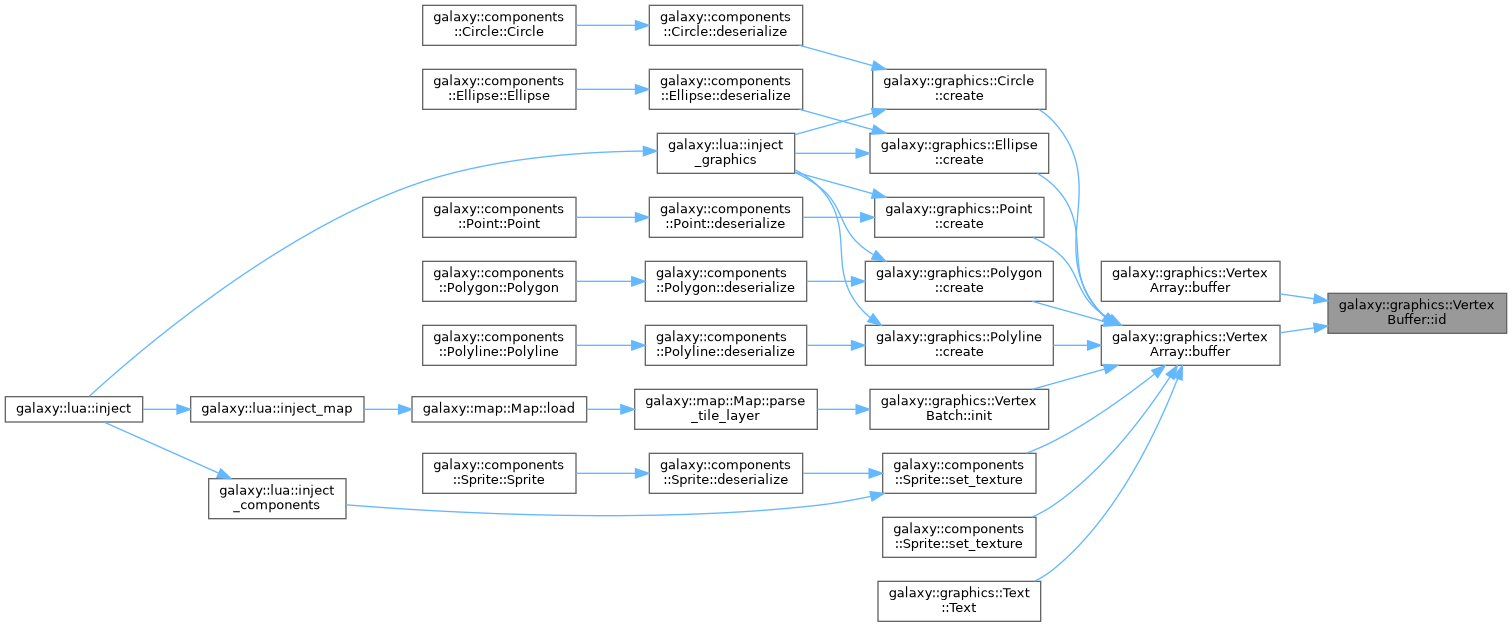 galaxy::components
::Circle::Circle
galaxy::components
::Circle::deserialize
galaxy::graphics::Circle
::create
galaxy::components
::Ellipse::Ellipse
galaxy::components
::Ellipse::deserialize
galaxy::graphics::Ellipse
::create
galaxy::lua::inject
_graphics
galaxy::components
::Point::Point
galaxy::components
::Point::deserialize
galaxy::graphics::Point
::create
galaxy::components
::Polygon::Polygon
galaxy::components
::Polygon::deserialize
galaxy::graphics::Polygon
::create
galaxy::graphics::Vertex
Array::buffer
galaxy::graphics::Vertex
Buffer::id
galaxy::components
::Polyline::Polyline
galaxy::components
::Polyline::deserialize
galaxy::graphics::Polyline
::create
galaxy::graphics::Vertex
Array::buffer
galaxy::lua::inject
galaxy::lua::inject_map
galaxy::map::Map::load
galaxy::map::Map::parse
_tile_layer
galaxy::graphics::Vertex
Batch::init
galaxy::components
::Sprite::Sprite
galaxy::components
::Sprite::deserialize
galaxy::components
::Sprite::set_texture
galaxy::lua::inject
_components
galaxy::components
::Sprite::set_texture
galaxy::graphics::Text
::Text